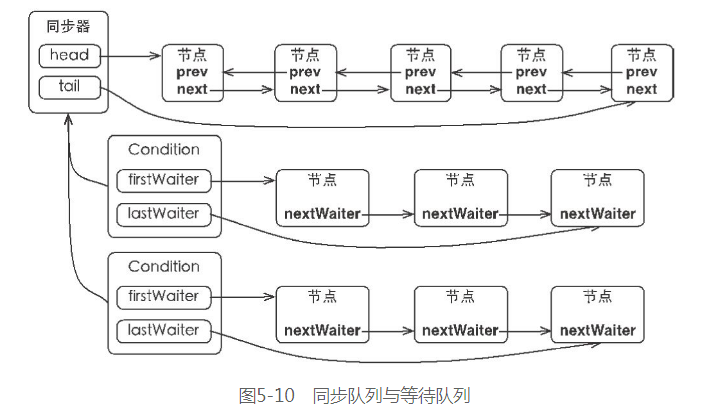 同步器
head
tail
节点
prev
next
节点
prev
next
节点
prev
next
节点
prev
next
节点
prev
next
Condition
firstWaiter
lastWaiter
节点
nextWaiter
节点
nextWaiter
节点
nextWaiter
Condition
firstWaiter
lastWaiter
节点
nextWaiter
节点
nextWaiter
节点
nextWaiter
图5-10 同步队列与等待队列